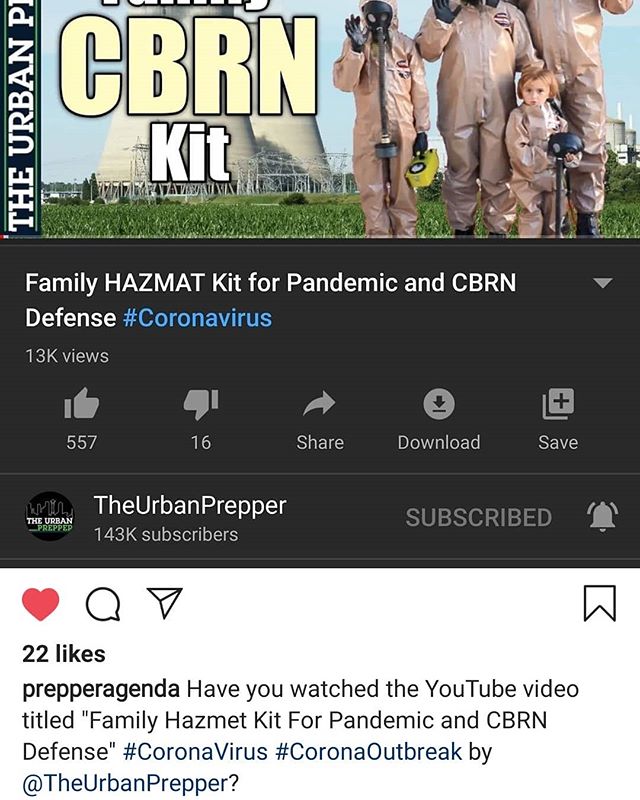 THE URBAN P
CBRN
Kit
Family HAZMAT Kit for Pandemic and CBRN
Defense #Coronavirus
13K views
557
16
Share
Download
Save
THE URBAN
PREPPER
TheUrbanPrepper
143K subscribers
SUBSCRIBED
22 likes
prepperagenda Have you watched the YouTube video
titled "Family Hazmet Kit For Pandemic and CBRN
Defense" #CoronaVirus #CoronaOutbreak by
@TheUrbanPrepper?